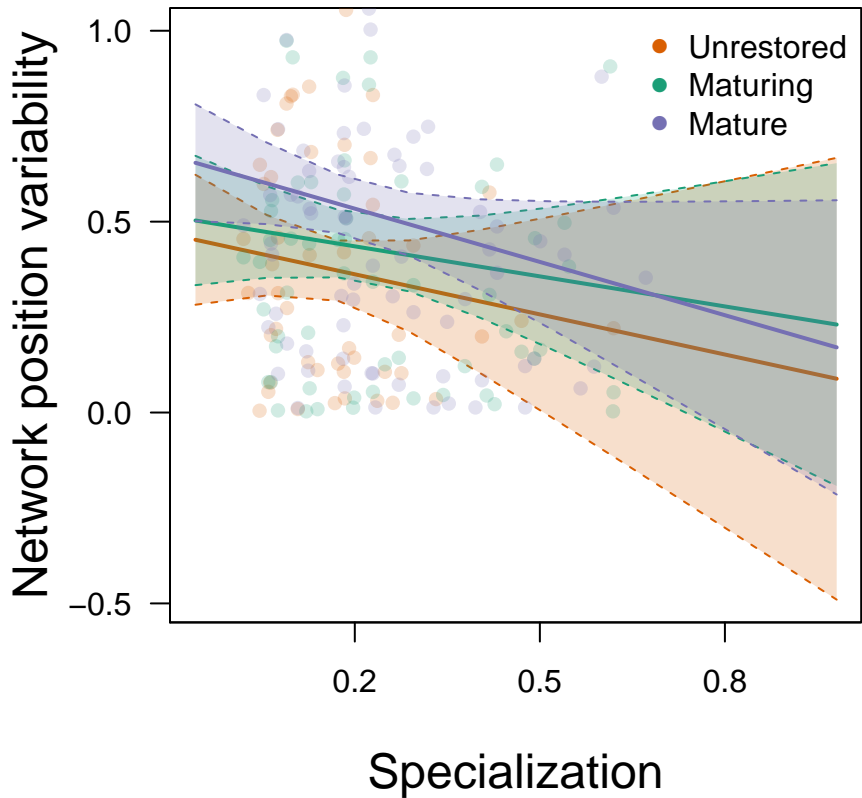 Network position variability
1.0
0.5
0.0
−0.5
Unrestored
Maturing
Mature
0.2
0.5
0.8
Specialization